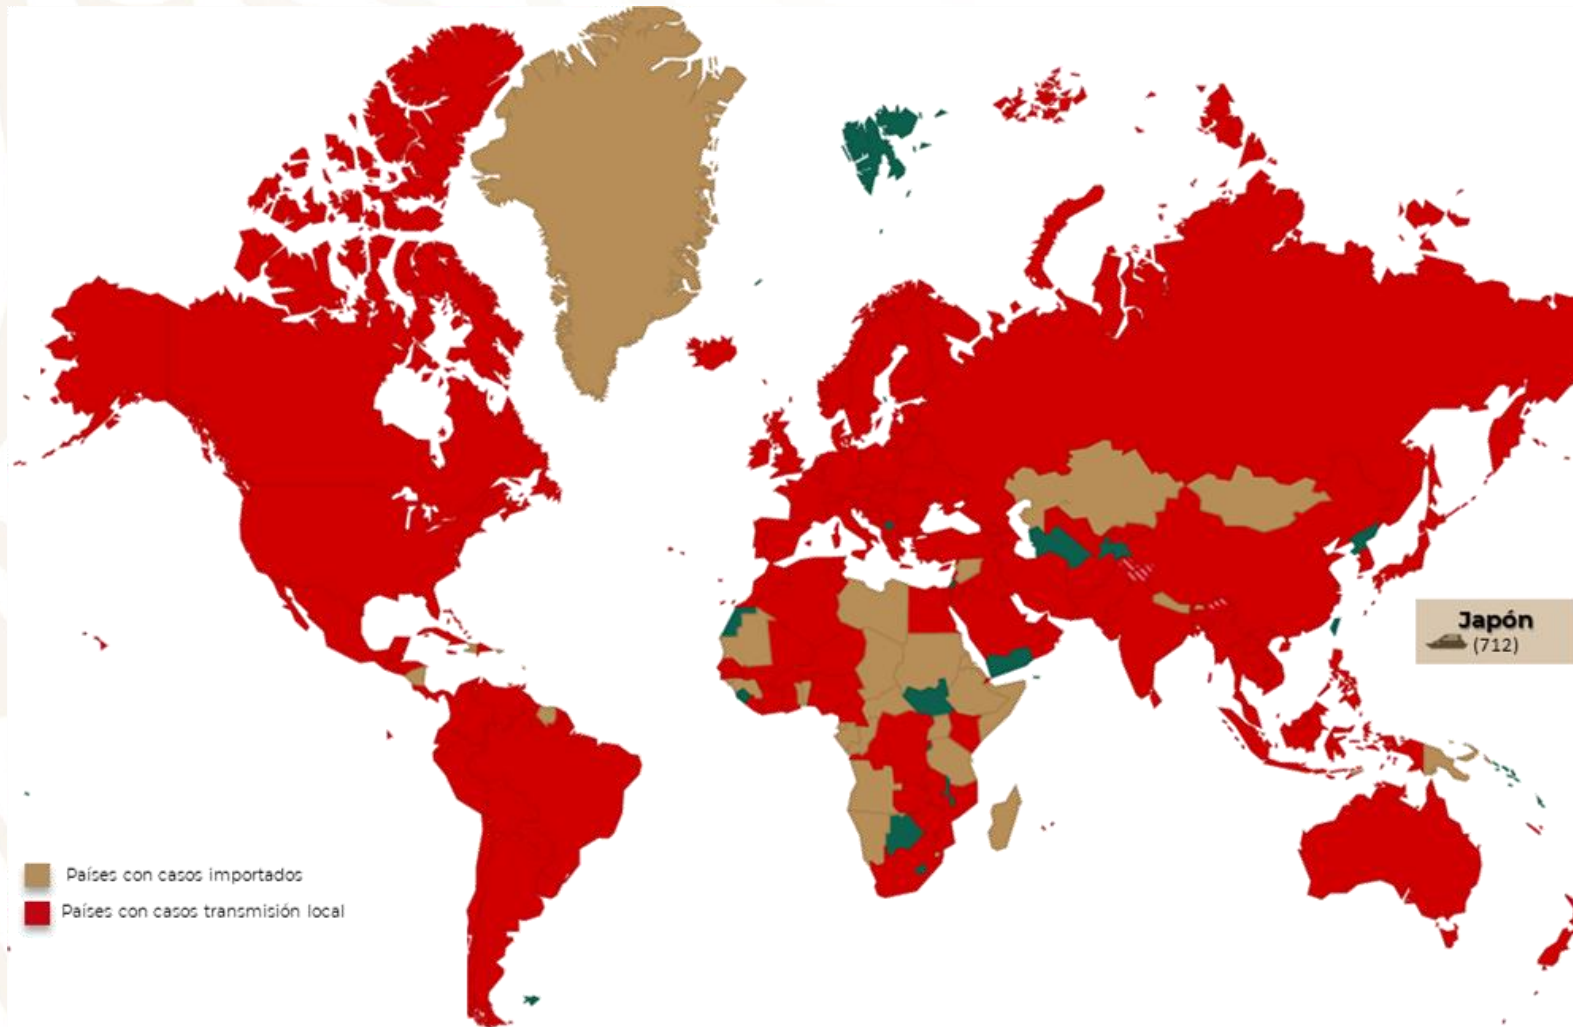 Japón
(712)
Países con casos importados
Países con casos transmisión local